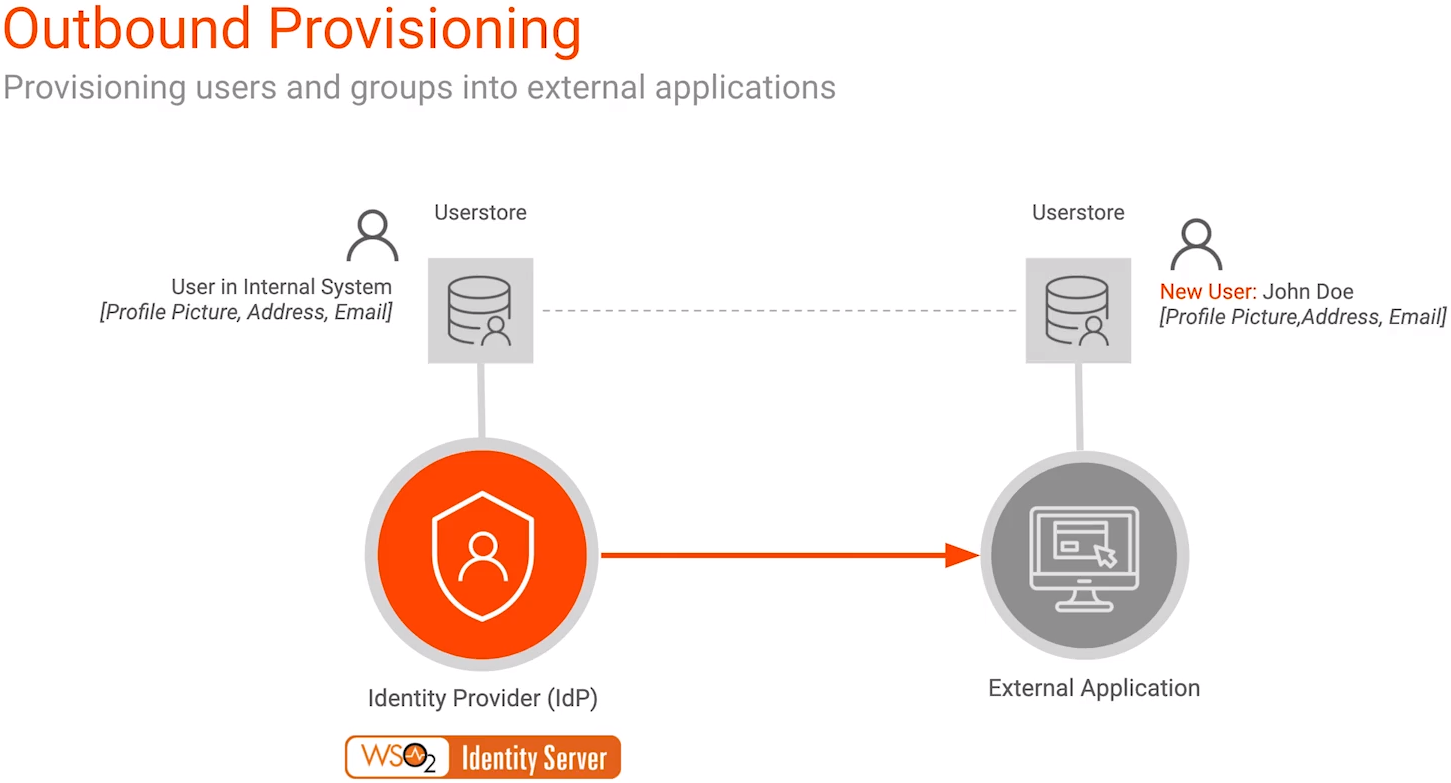 Outbound Provisioning
Provisioning users and groups into external applications
Userstore
User in Internal System
[Profile Picture, Address, Email]
Userstore
New User: John Doe
[Profile Picture,Address, Email]
Identity Provider (IdP)
External Application
WSO2 Identity Server